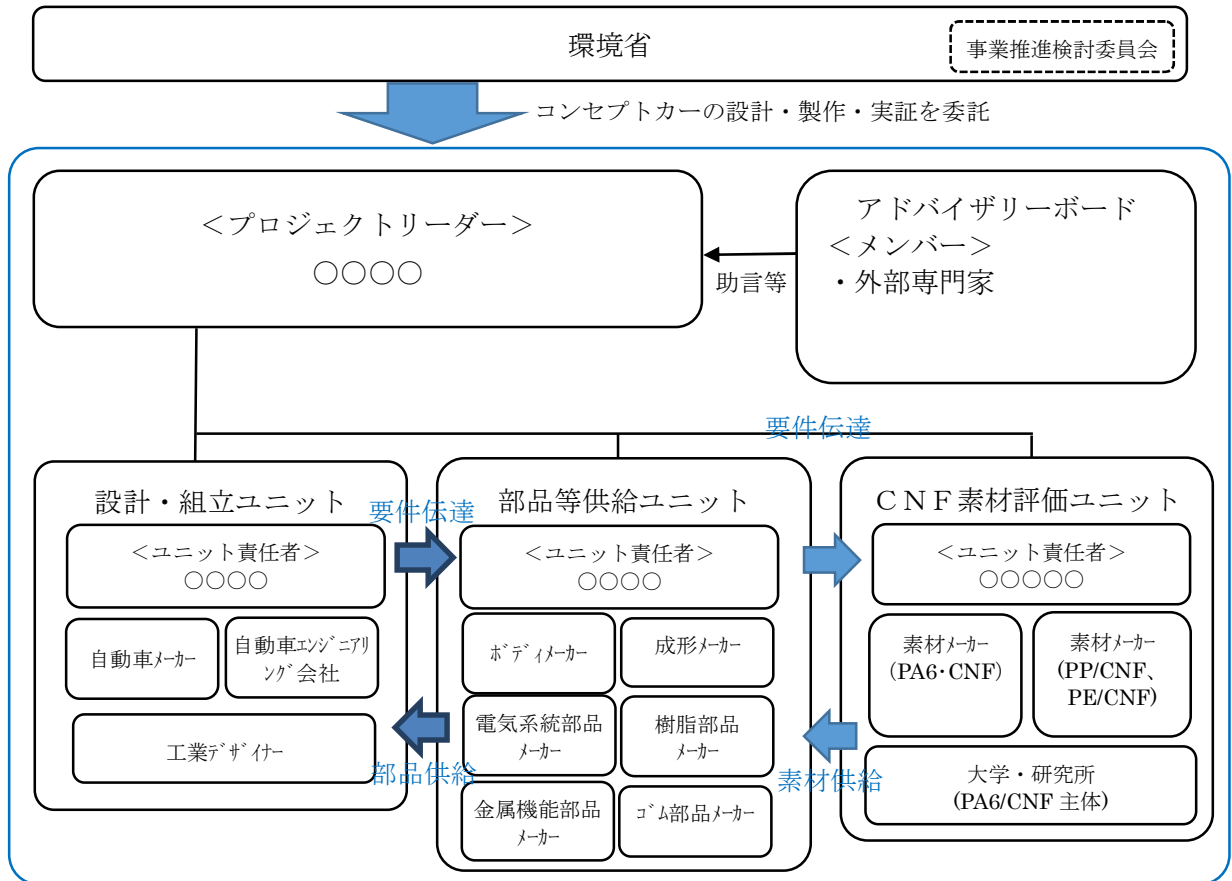 環境省
事業推進検討委員会
コンセプトカーの設計・製作・実証を委託
＜プロジェクトリーダー＞
○○○○
アドバイザリーボード
＜メンバー＞
・外部専門家
助言等
要件伝達
設計・組立ユニット
＜ユニット責任者＞
○○○○
自動車ﾒｰｶｰ
自動車ｴﾝｼﾞﾆｱﾘ
ﾝｸﾞ会社
工業ﾃﾞｻﾞｲﾅｰ
要件伝達
部品供給
部品等供給ユニット
＜ユニット責任者＞
○○○○
ﾎﾞﾃﾞｨﾒｰｶｰ
成形ﾒｰｶｰ
電気系統部品
ﾒｰｶｰ
樹脂部品
ﾒｰｶｰ
金属機能部品
ﾒｰｶｰ
ｺﾞﾑ部品ﾒｰｶｰ
素材供給
ＣＮＦ素材評価ユニット
＜ユニット責任者＞
○○○○○
素材ﾒｰｶｰ
(PA6･CNF)
素材ﾒｰｶｰ
(PP/CNF、
PE/CNF)
大学・研究所
(PA6/CNF 主体)